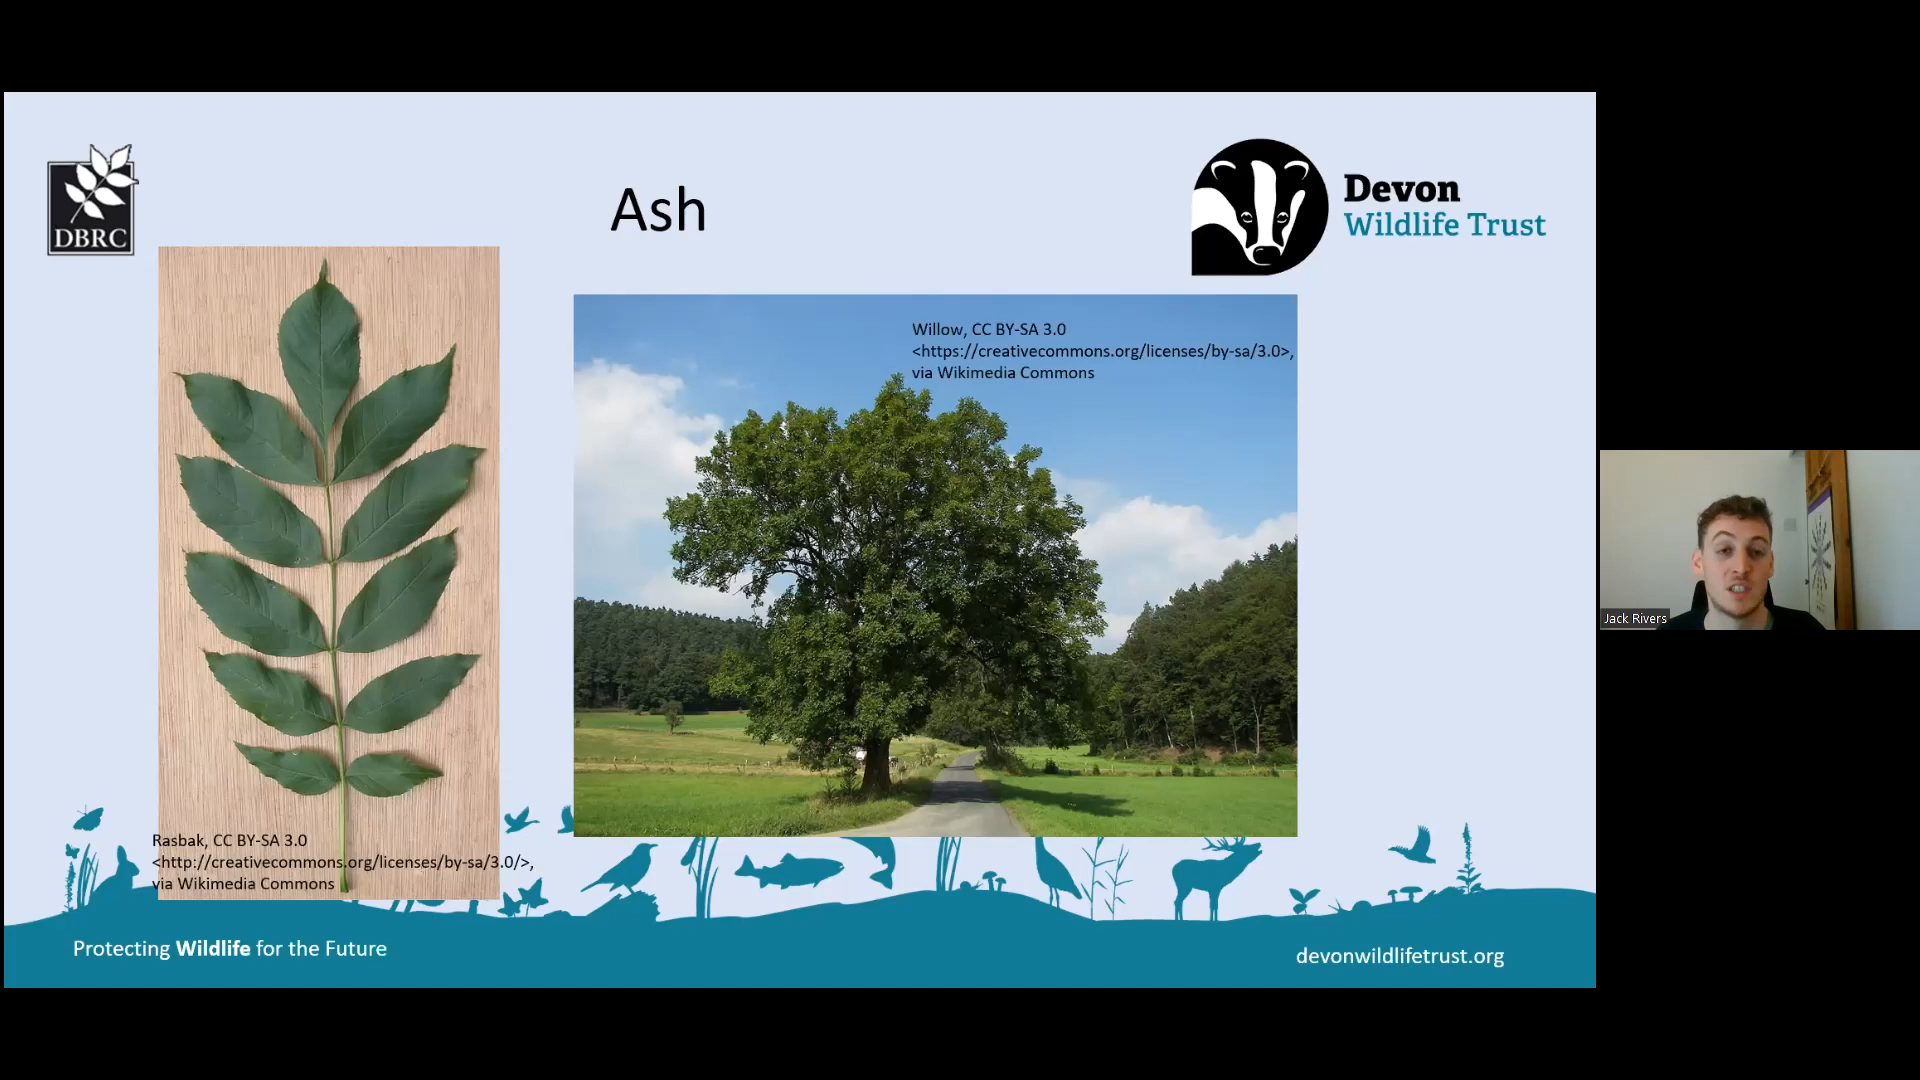 DBRC
Ash
Devon
Wildlife Trust
Willow, CC BY-SA 3.0
<https://creativecommons.org/licenses/by-sa/3.0>,
via Wikimedia Commons
Jack Rivers
Rasbak, CC BY-SA 3.0
<http://creativecommons.org/licenses/by-sa/3.0/>,
via Wikimedia Commons
Protecting Wildlife for the Future
devonwildlifetrust.org